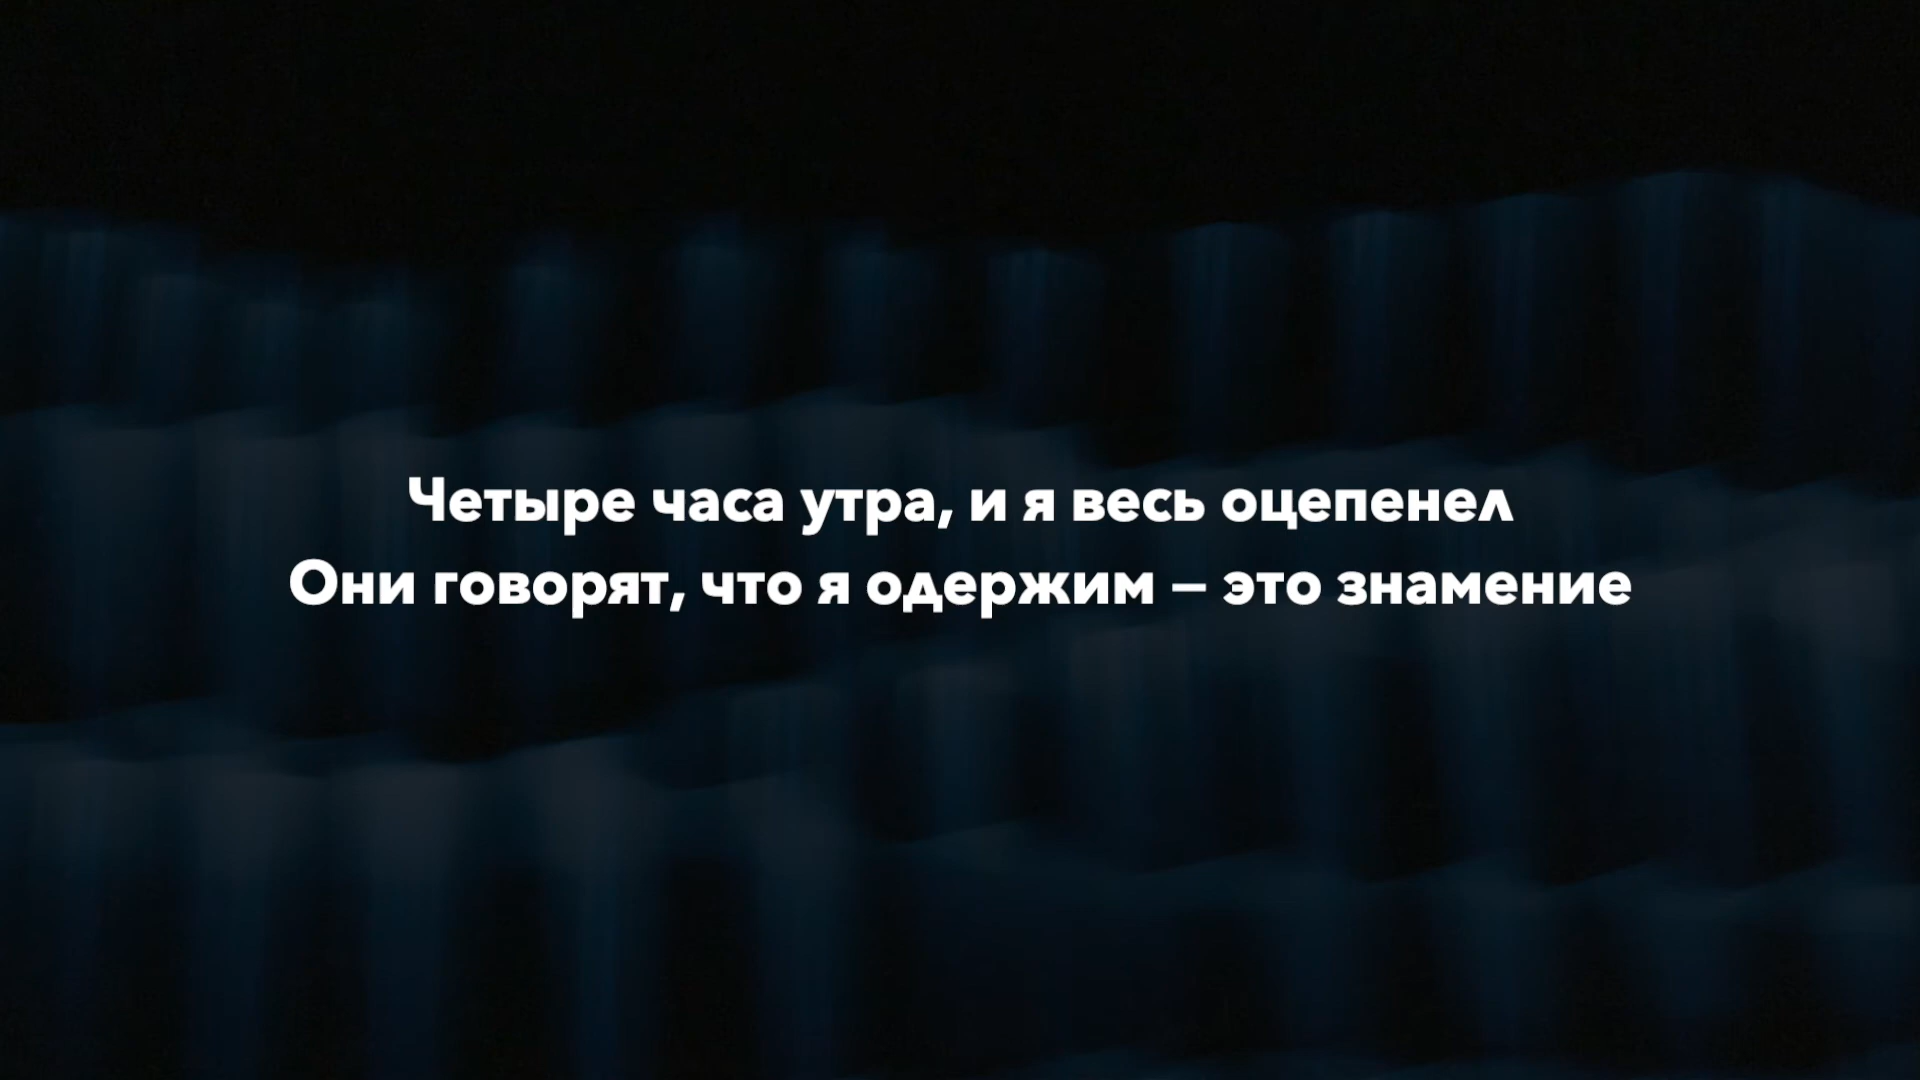 Четыре часа утра, и я весь оцепенел
Они говорят, что я одержим – это знамение